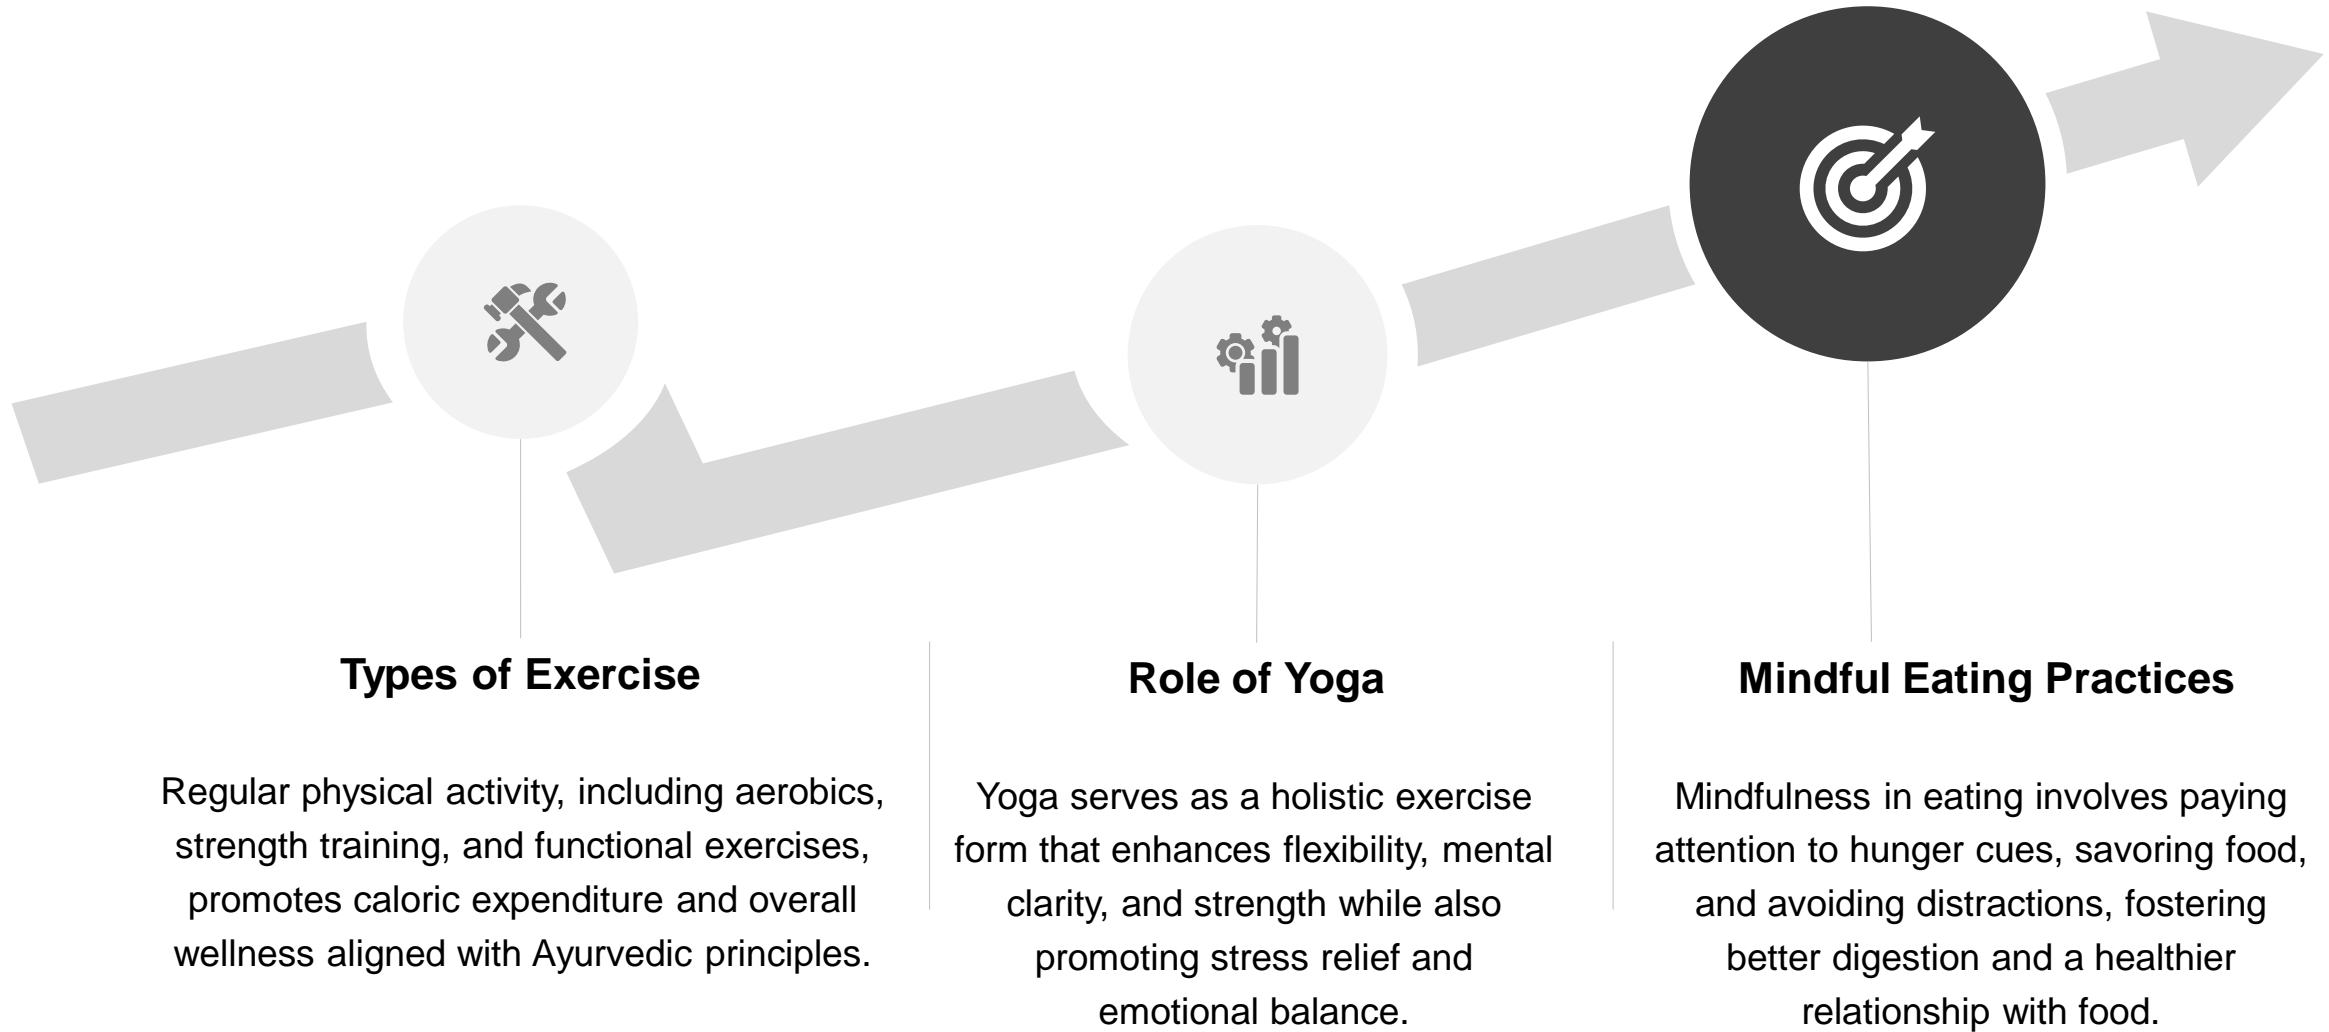 Types of Exercise
Regular physical activity, including aerobics,
strength training, and functional exercises,
promotes caloric expenditure and overall
wellness aligned with Ayurvedic principles.
Role of Yoga
Yoga serves as a holistic exercise
form that enhances flexibility, mental
clarity, and strength while also
promoting stress relief and
emotional balance.
Mindful Eating Practices
Mindfulness in eating involves paying
attention to hunger cues, savoring food,
and avoiding distractions, fostering
better digestion and a healthier
relationship with food.